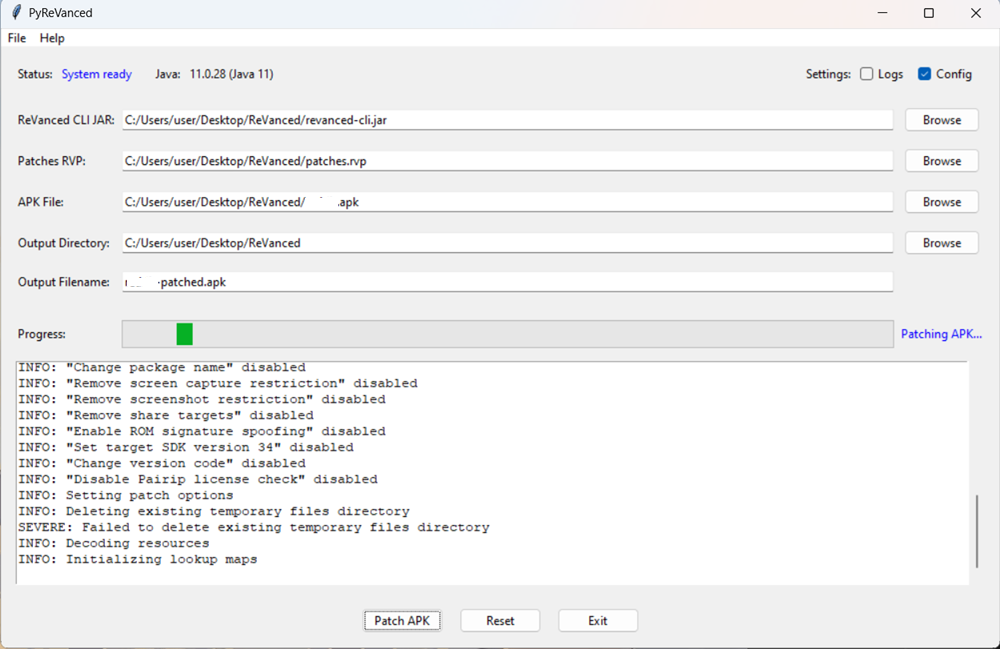 PyReVanced
File Help
Status: System ready Java: 11.0.28 (Java 11) Settings: Logs Config
ReVanced CLI JAR: C:/Users/user/Desktop/ReVanced/revanced-cli.jar Browse
Patches RVP: C:/Users/user/Desktop/ReVanced/patches.rvp Browse
APK File: C:/Users/user/Desktop/ReVanced/ .apk Browse
Output Directory: C:/Users/user/Desktop/ReVanced Browse
Output Filename: -patched.apk
Progress: Patching APK...
INFO: "Change package name" disabled
INFO: "Remove screen capture restriction" disabled
INFO: "Remove screenshot restriction" disabled
INFO: "Remove share targets" disabled
INFO: "Enable ROM signature spoofing" disabled
INFO: "Set target SDK version 34" disabled
INFO: "Change version code" disabled
INFO: "Disable Pairip license check" disabled
INFO: Setting patch options
INFO: Deleting existing temporary files directory
SEVERE: Failed to delete existing temporary files directory
INFO: Decoding resources
INFO: Initializing lookup maps
Patch APK Reset Exit